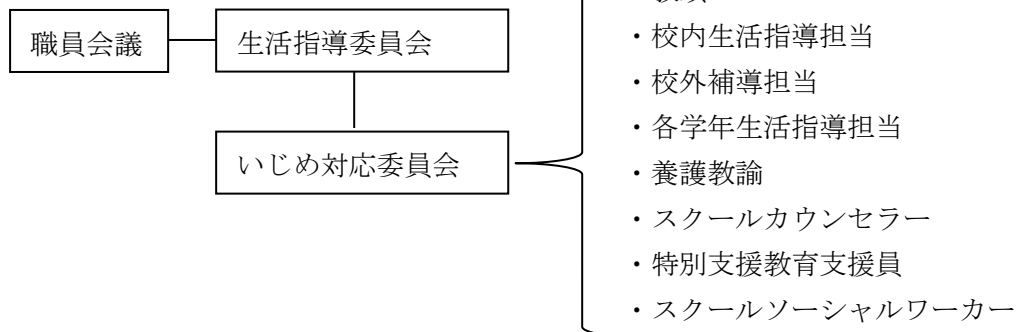 職員会議
生活指導委員会
いじめ対応委員会
・校内生活指導担当
・校外補導担当
・各学年生活指導担当
・養護教諭
・スクールカウンセラー
・特別支援教育支援員
・スクールソーシャルワーカー